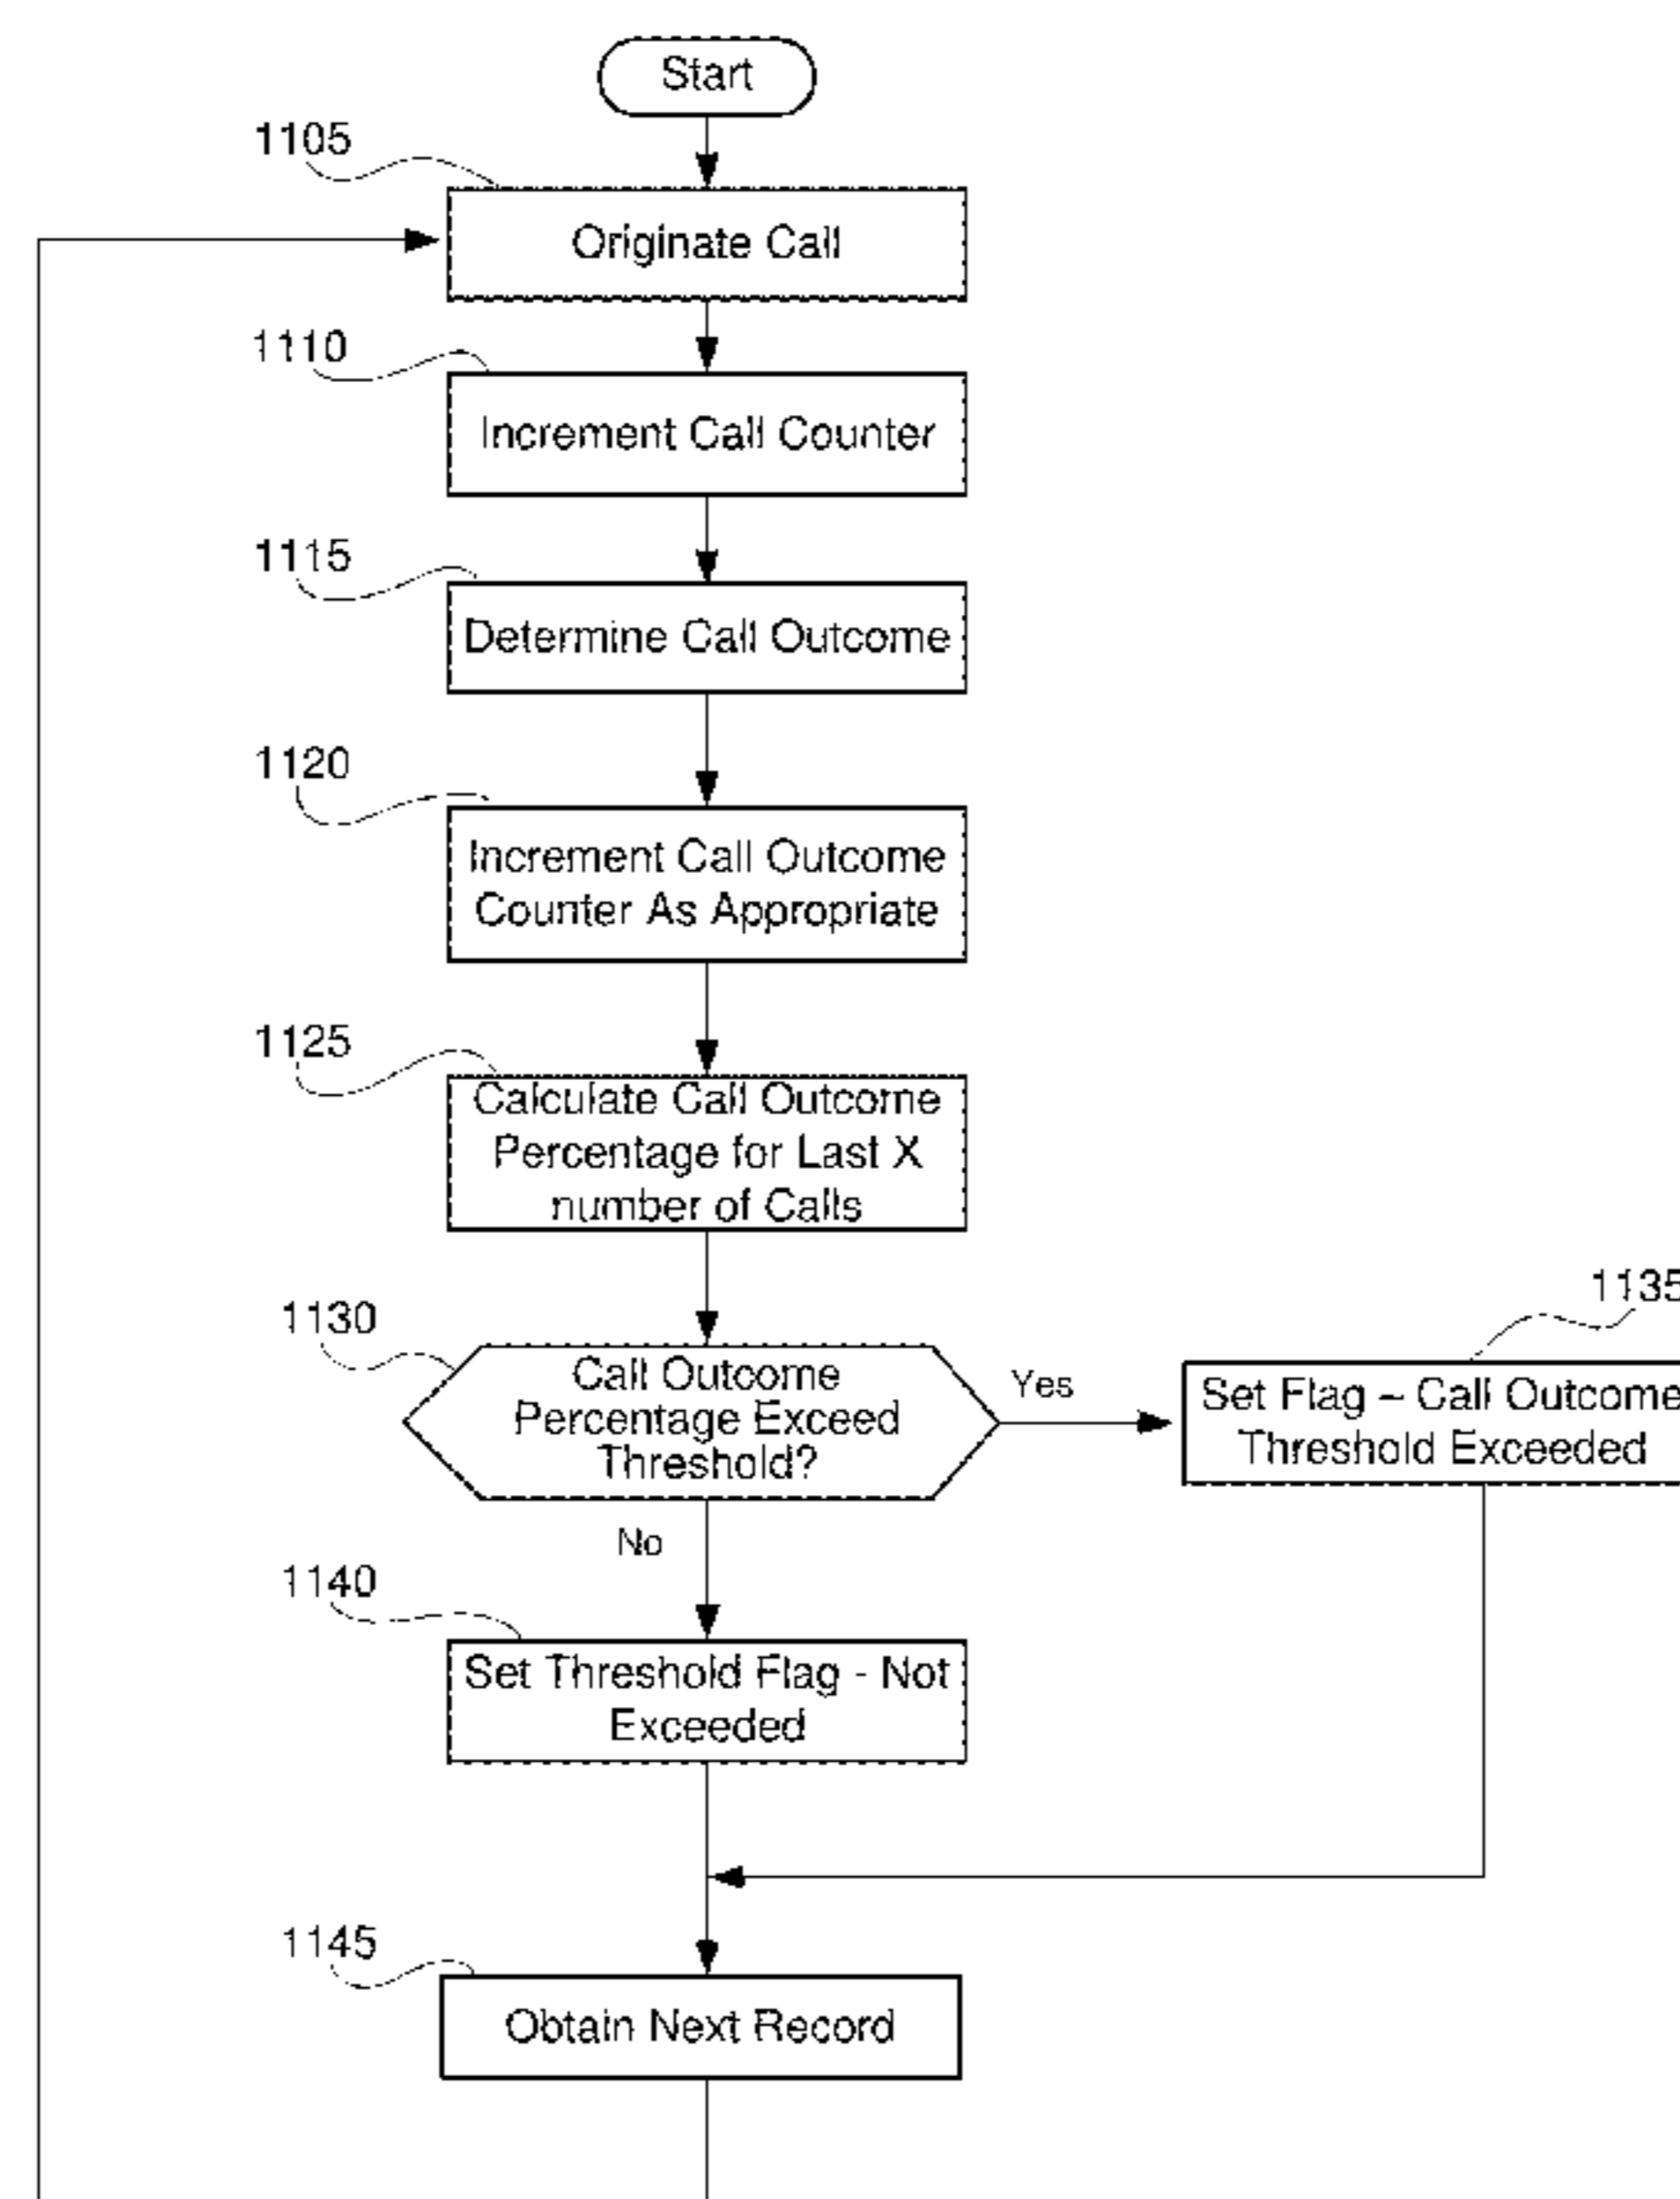 Start
1105
Originate Call
1110
Increment Call Counter
1115
Determine Call Outcome
1120
Increment Call Outcome
Counter As Appropriate
1125
Calculate Call Outcome
Percentage for Last X
number of Calls
1130
Call Outcome
Percentage Exceed
Threshold?
Yes
1135
Set Flag – Call Outcome
Threshold Exceeded
No
1140
Set Threshold Flag - Not
Exceeded
1145
Obtain Next Record